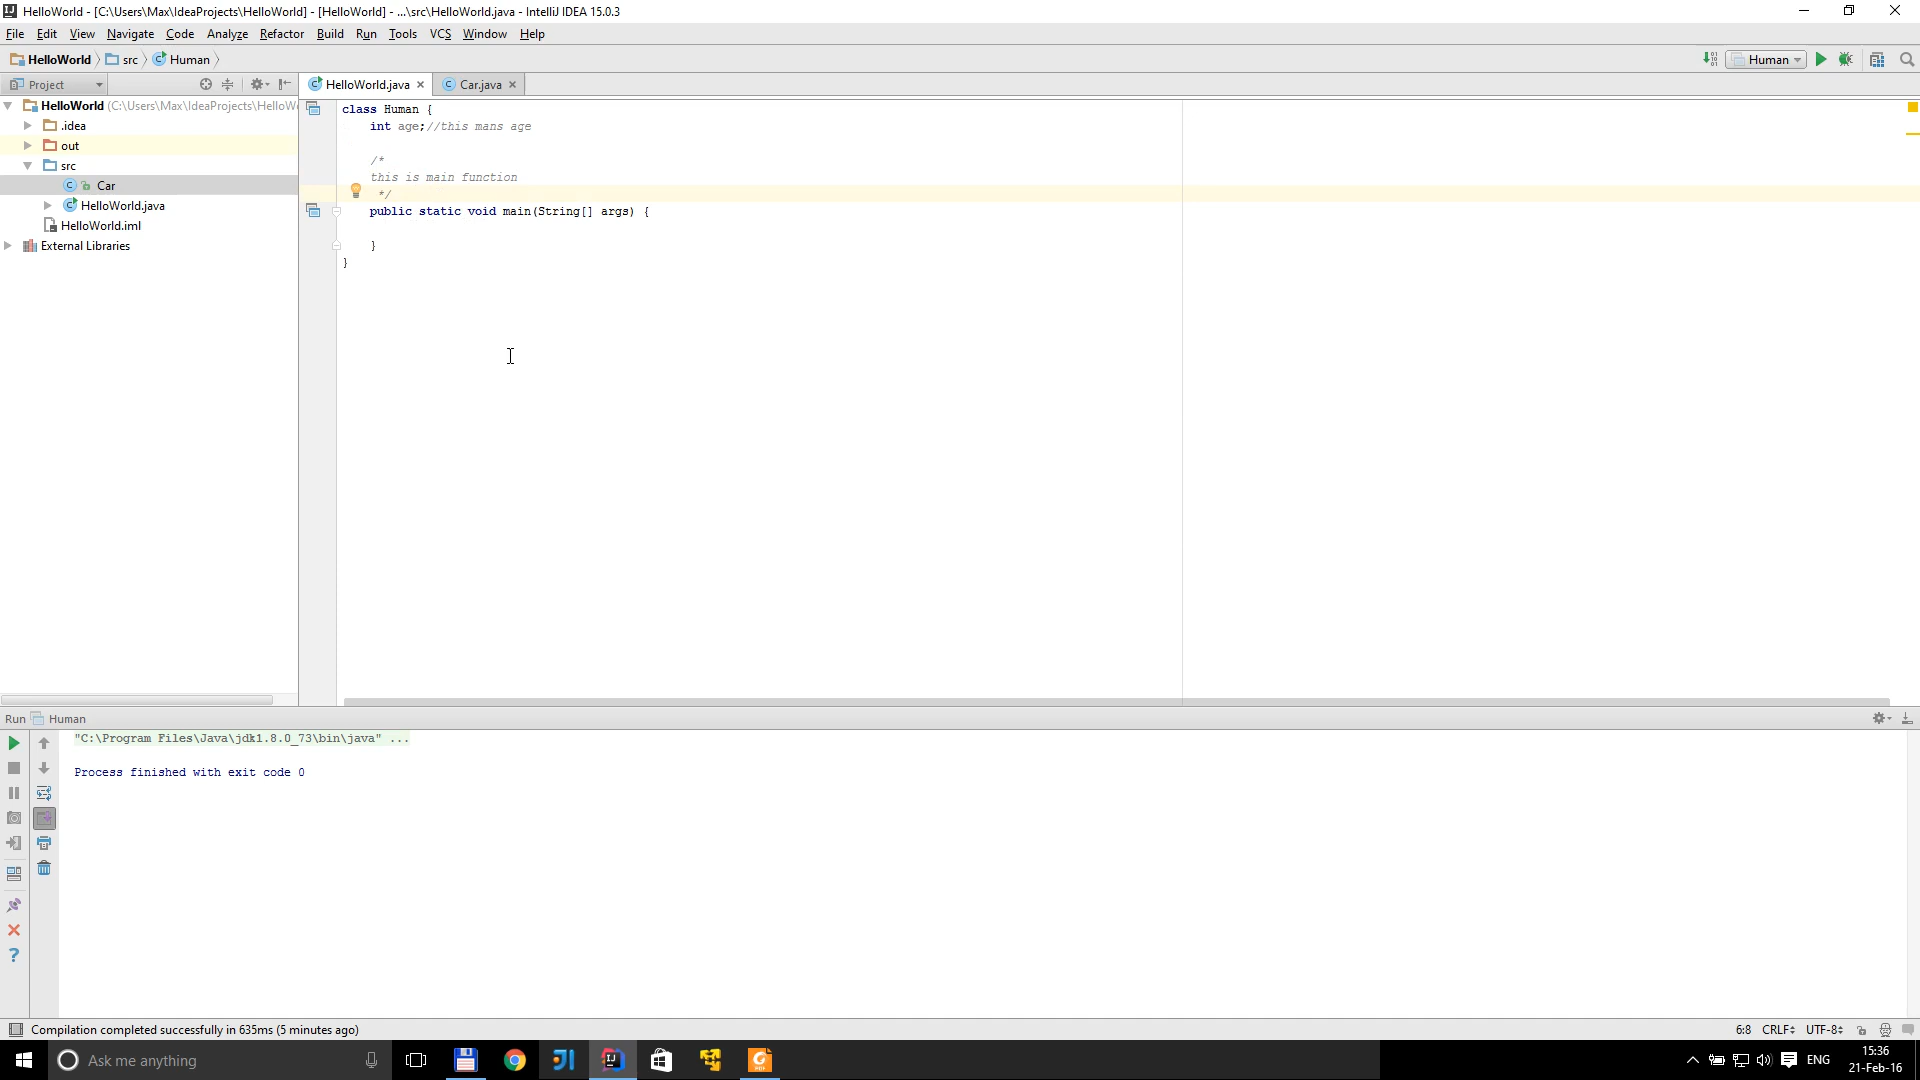 HelloWorld - [C:\Users\Max\IdeaProjects\HelloWorld] - [HelloWorld] - ...\src\HelloWorld.java - IntelliJ IDEA 15.0.3
File Edit View Navigate Code Analyze Refactor Build Run Tools VCS Window Help
HelloWorld src Human
Human
Project
HelloWorld.java Car.java
HelloWorld (C:\Users\Max\IdeaProjects\HelloW
.idea
out
src
Car
HelloWorld.java
HelloWorld.iml
External Libraries
class Human {
int age;//this mans age
/*
this is main function
*/
public static void main(String[] args) {
}
}
Run Human
"C:\Program Files\Java\jdk1.8.0_73\bin\java" ...
Process finished with exit code 0
Compilation completed successfully in 635ms (5 minutes ago)
6:8 CRLF UTF-8
Ask me anything
ENG
15:36
21-Feb-16